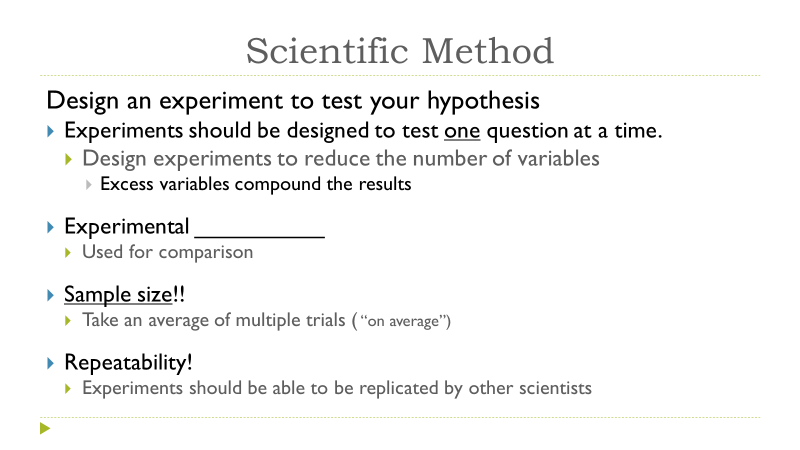 Scientific Method
Design an experiment to test your hypothesis
Experiments should be designed to test one question at a time.
Design experiments to reduce the number of variables
Excess variables compound the results
Experimental ___________
Used for comparison
Sample size!!
Take an average of multiple trials ( “on average”)
Repeatability!
Experiments should be able to be replicated by other scientists